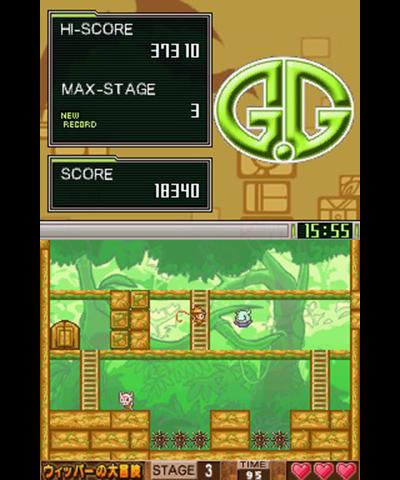 HI-SCORE
37310
MAX-STAGE
NEW
RECORD
3
G.G
SCORE
18340
15:55
ウィッパーの大冒険
STAGE 3
TIME
95